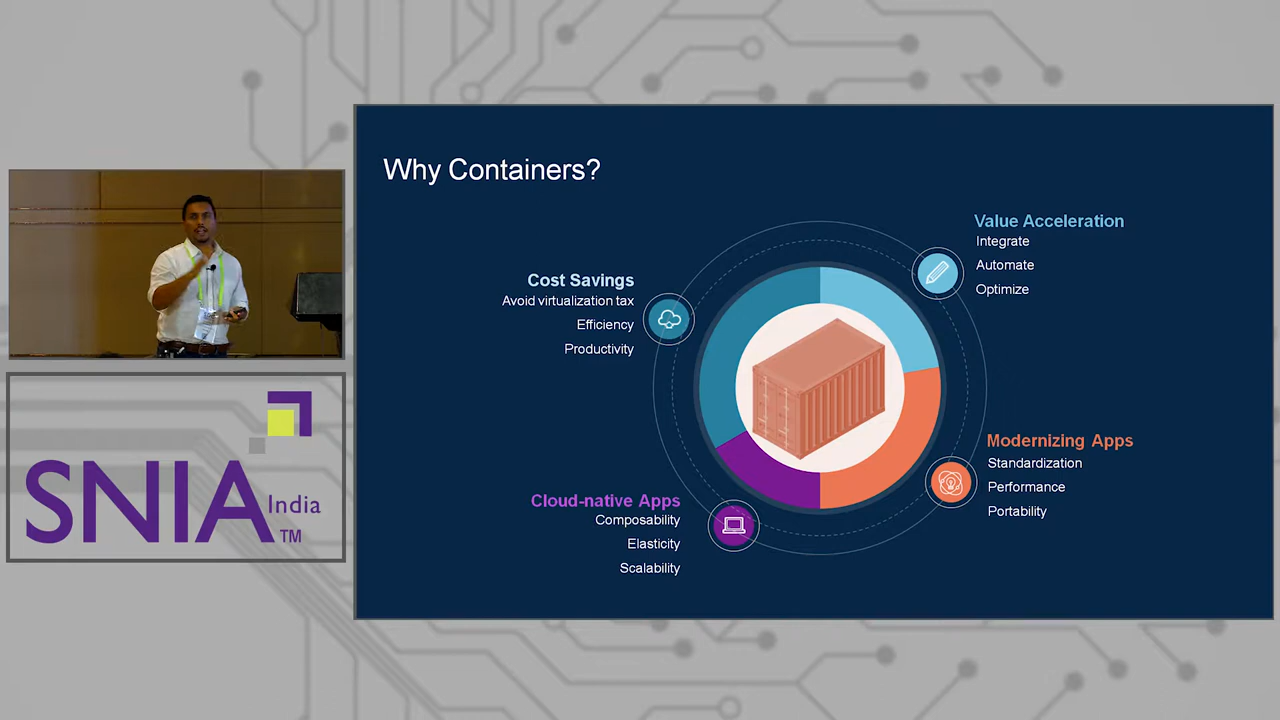 Why Containers?
Cost Savings
Avoid virtualization tax
Efficiency
Productivity
Value Acceleration
Integrate
Automate
Optimize
Cloud-native Apps
Composability
Elasticity
Scalability
Modernizing Apps
Standardization
Performance
Portability
SNIA India
TM